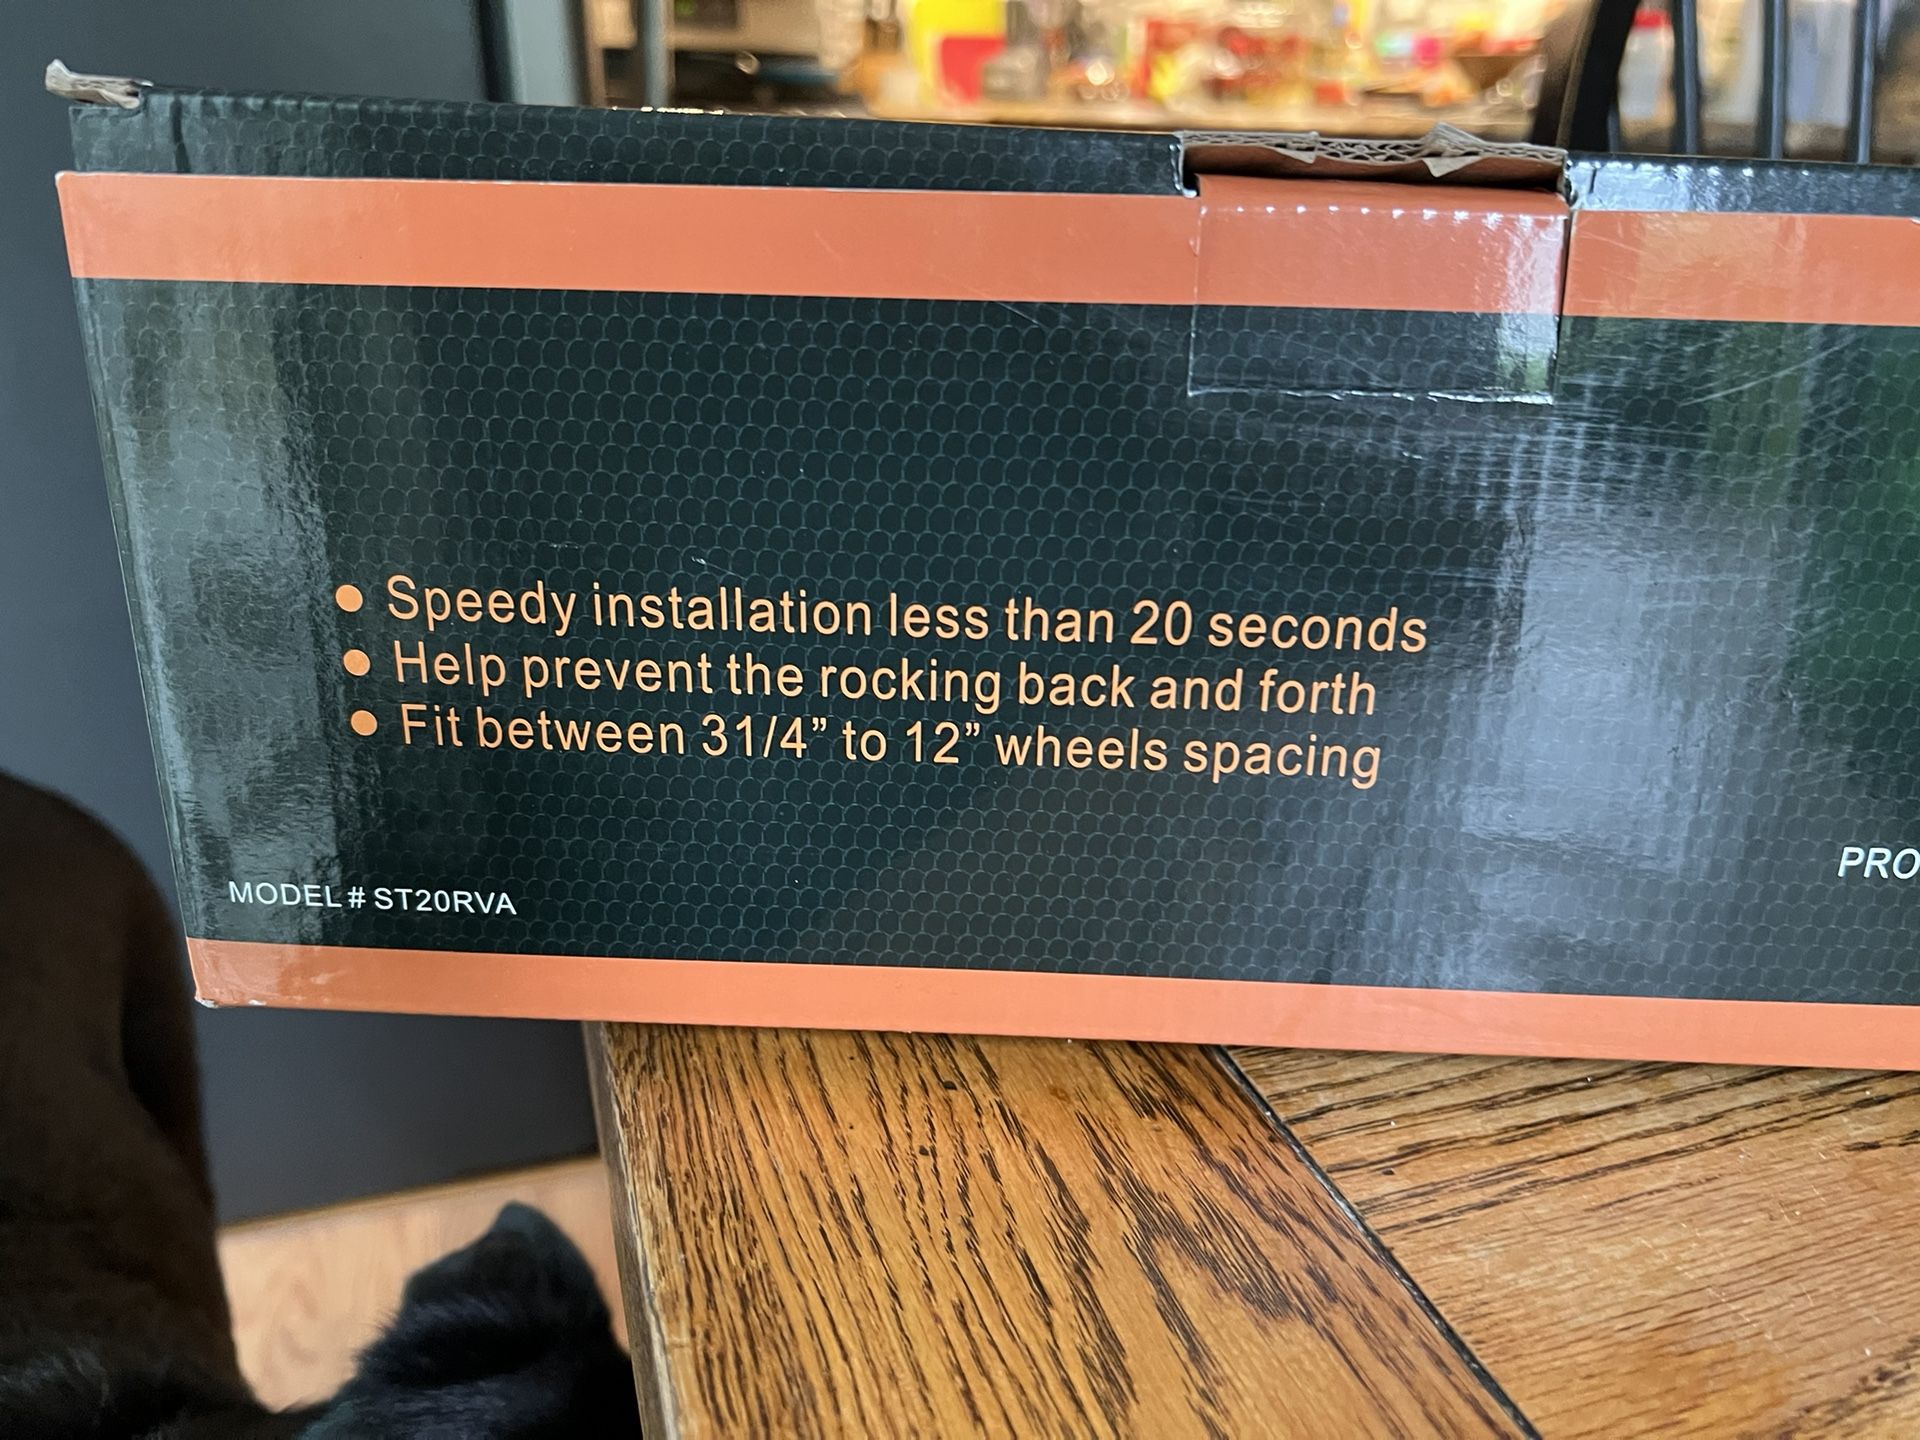 ● Speedy installation less than 20 seconds
● Help prevent the rocking back and forth
● Fit between 31/4” to 12” wheels spacing
MODEL # ST20RVA
PRO